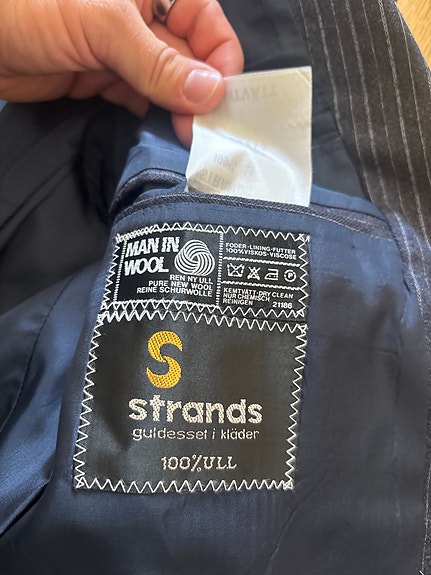 MAN IN
WOOL
REN NY ULL
PURE NEW WOOL
REINE SCHURWOLLE
FODER-LINING-FUTTER
100%VISKOS-VISCOSE
P
KEMTVÄTT-DRY CLEAN
NUR CHEMISCH
REINIGEN
21186
S
strands
guldesset i kläder
100%ULL